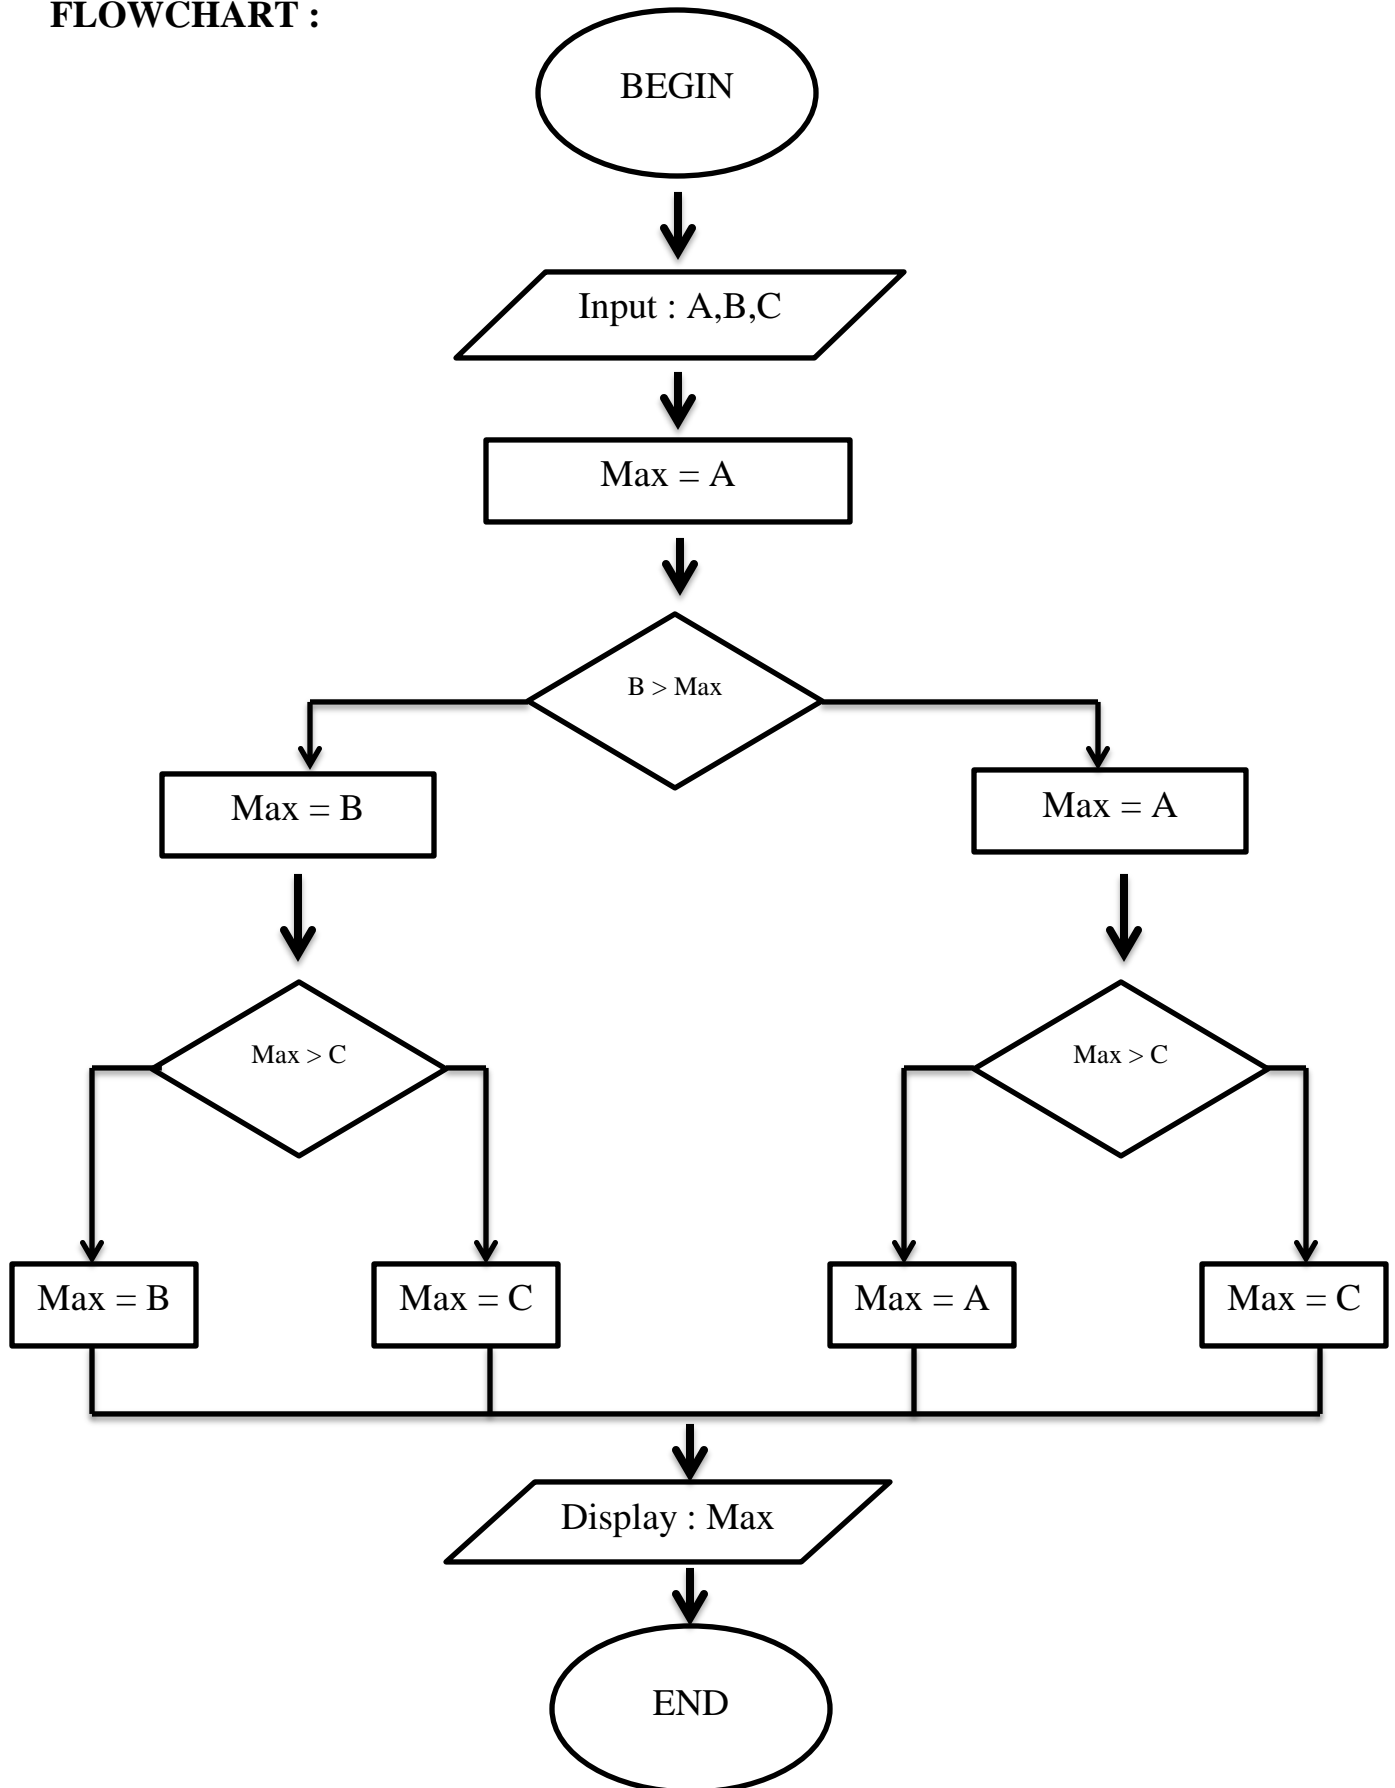 FLOWCHART :
BEGIN
Input : A,B,C
Max = A
B > Max
Max = B
Max = A
Max > C
Max > C
Max = B
Max = C
Max = A
Max = C
Display : Max
END